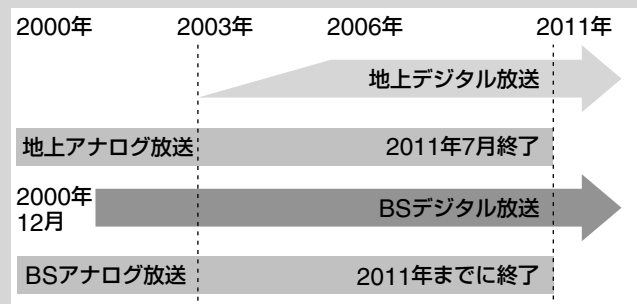 2000年 2003年 2006年 2011年
地上デジタル放送
地上アナログ放送 2011年7月終了
2000年
12月
BSデジタル放送
BSアナログ放送 2011年までに終了